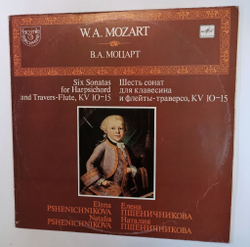 W.A. MOZART
В.А. МОЦАРТ
Six Sonatas
for Harpsichord
and Travers-Flute, KV 10–15
Шесть сонат
для клавесина
и флейты-траверсо, KV 10–15
Elena
PSHENICHNIKOVA
Natalia
PSHENICHNIKOVA
Елена
ПШЕНИЧНИКОВА
Наталия
ПШЕНИЧНИКОВА